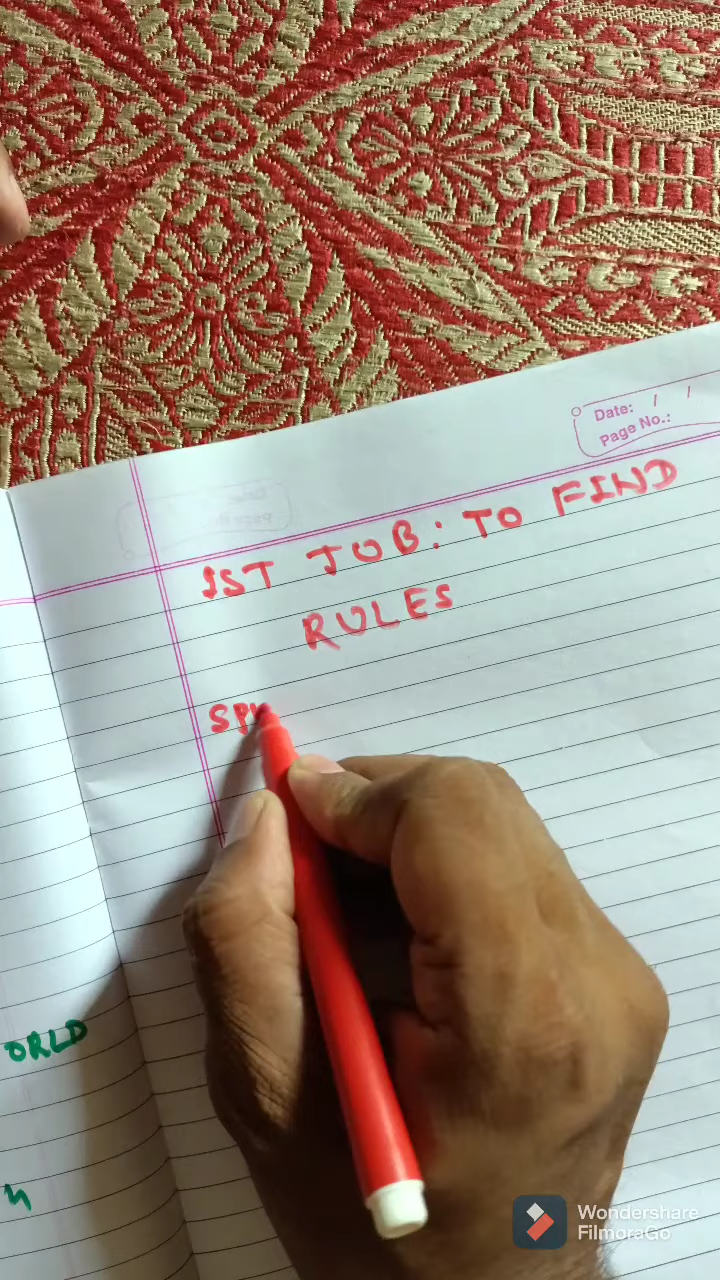 Date: / /
Page No.:
1ST JOB: TO FIND
RULES
ORLD
Wondershare
FilmoraGo